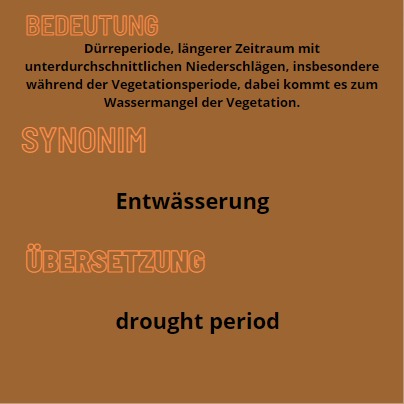 BEDEUTUNG
Dürreperiode, längerer Zeitraum mit
unterdurchschnittlichen Niederschlägen, insbesondere
während der Vegetationsperiode, dabei kommt es zum
Wassermangel der Vegetation.
SYNONIM
Entwässerung
ÜBERSETZUNG
drought period